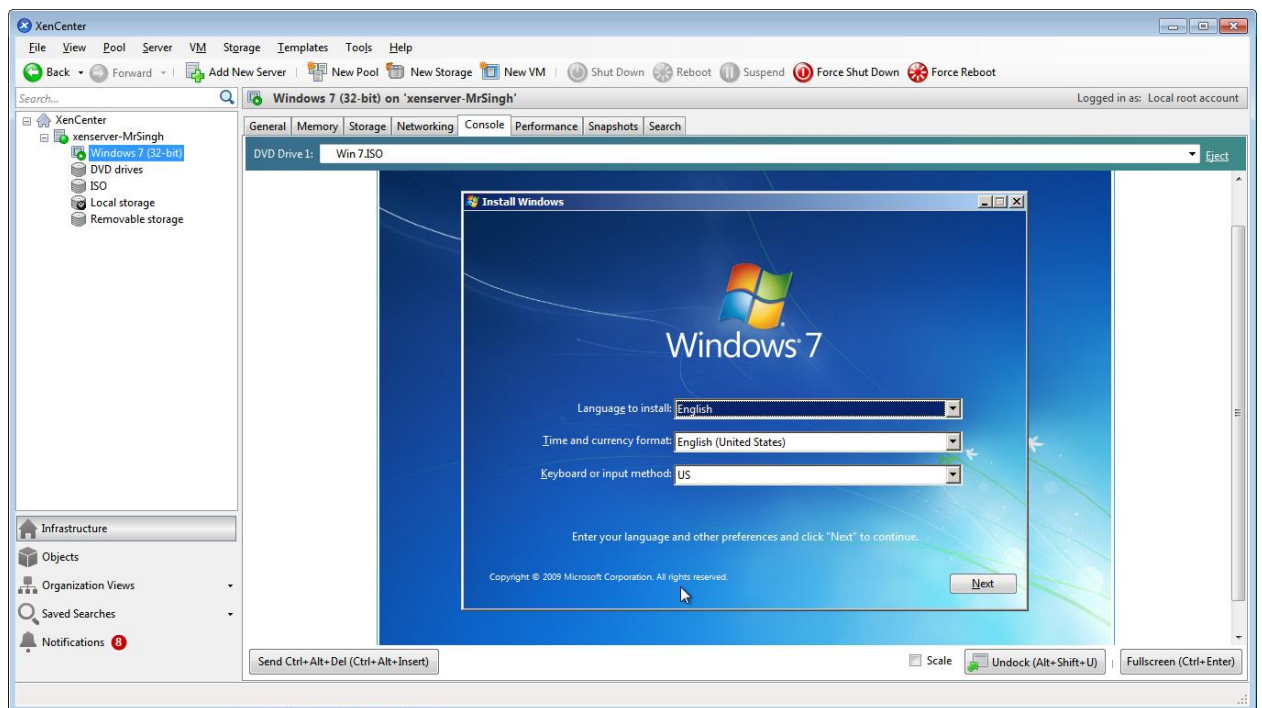 XenCenter
File View Pool Server VM Storage Templates Tools Help
Back Forward Add New Server New Pool New Storage New VM Shut Down Reboot Suspend Force Shut Down Force Reboot
Search...
Windows 7 (32-bit) on 'xenserver-MrSingh'
Logged in as: Local root account
XenCenter
xenserver-MrSingh
Windows 7 (32-bit)
DVD drives
ISO
Local storage
Removable storage
General Memory Storage Networking Console Performance Snapshots Search
DVD Drive 1: Win 7.ISO Eject
Install Windows
Windows 7
Language to install: English
Time and currency format: English (United States)
Keyboard or input method: US
Enter your language and other preferences and click "Next" to continue.
Copyright © 2009 Microsoft Corporation. All rights reserved.
Next
Infrastructure
Objects
Organization Views
Saved Searches
Notifications 8
Send Ctrl+Alt+Del (Ctrl+Alt+Insert) Scale Undock (Alt+Shift+U) Fullscreen (Ctrl+Enter)